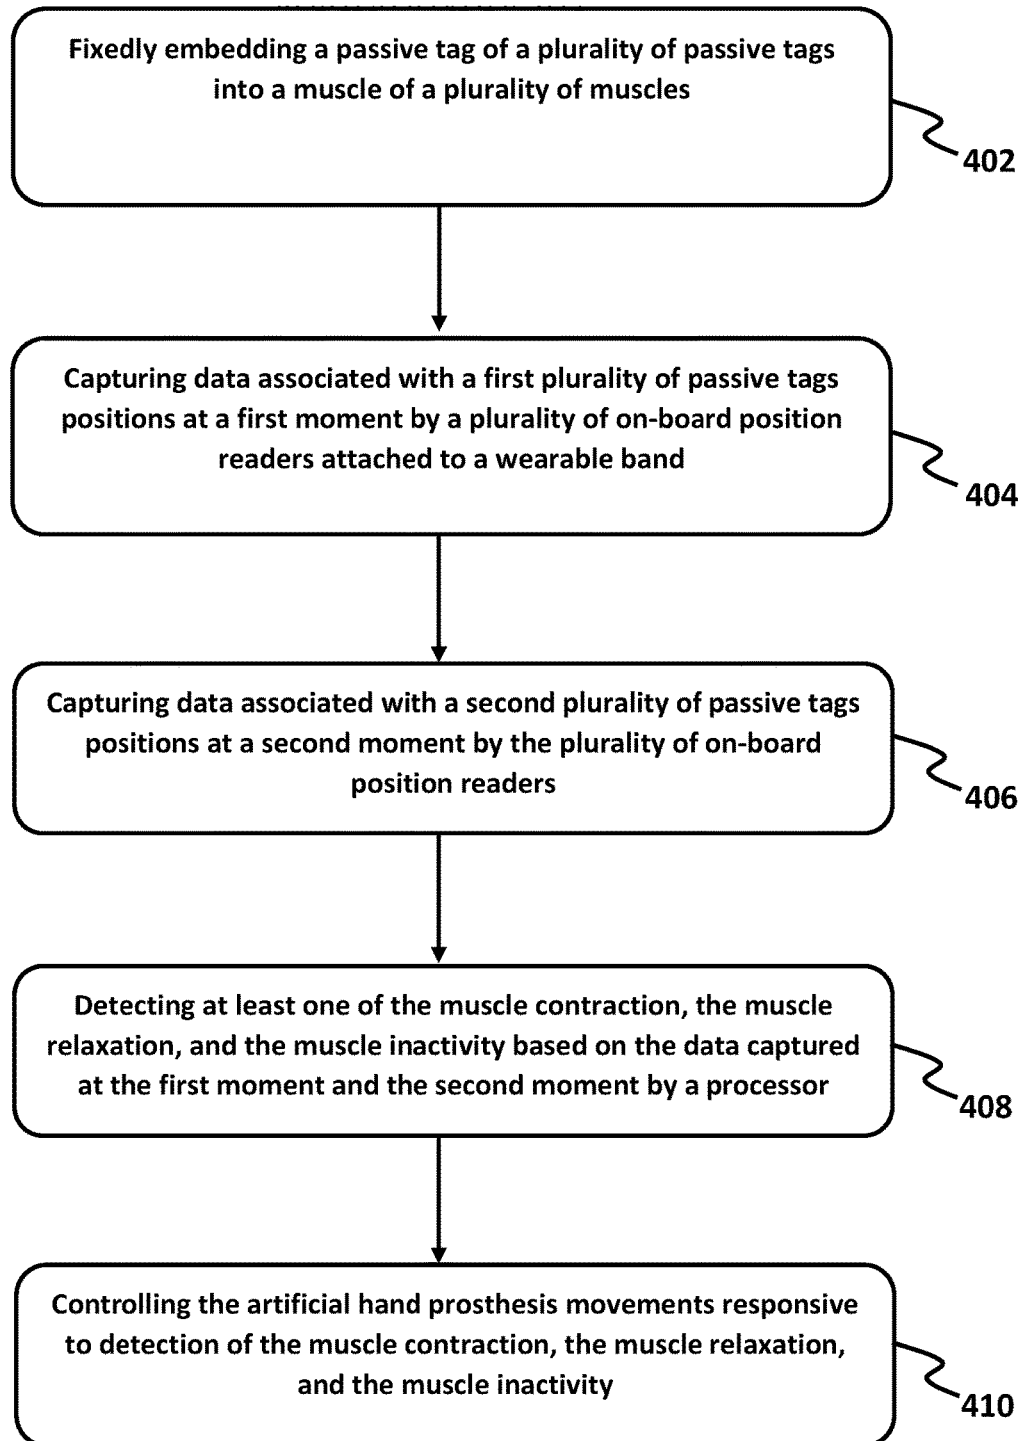 Fixedly embedding a passive tag of a plurality of passive tags
into a muscle of a plurality of muscles
402
Capturing data associated with a first plurality of passive tags
positions at a first moment by a plurality of on-board position
readers attached to a wearable band
404
Capturing data associated with a second plurality of passive tags
positions at a second moment by the plurality of on-board
position readers
406
Detecting at least one of the muscle contraction, the muscle
relaxation, and the muscle inactivity based on the data captured
at the first moment and the second moment by a processor
408
Controlling the artificial hand prosthesis movements responsive
to detection of the muscle contraction, the muscle relaxation,
and the muscle inactivity
410